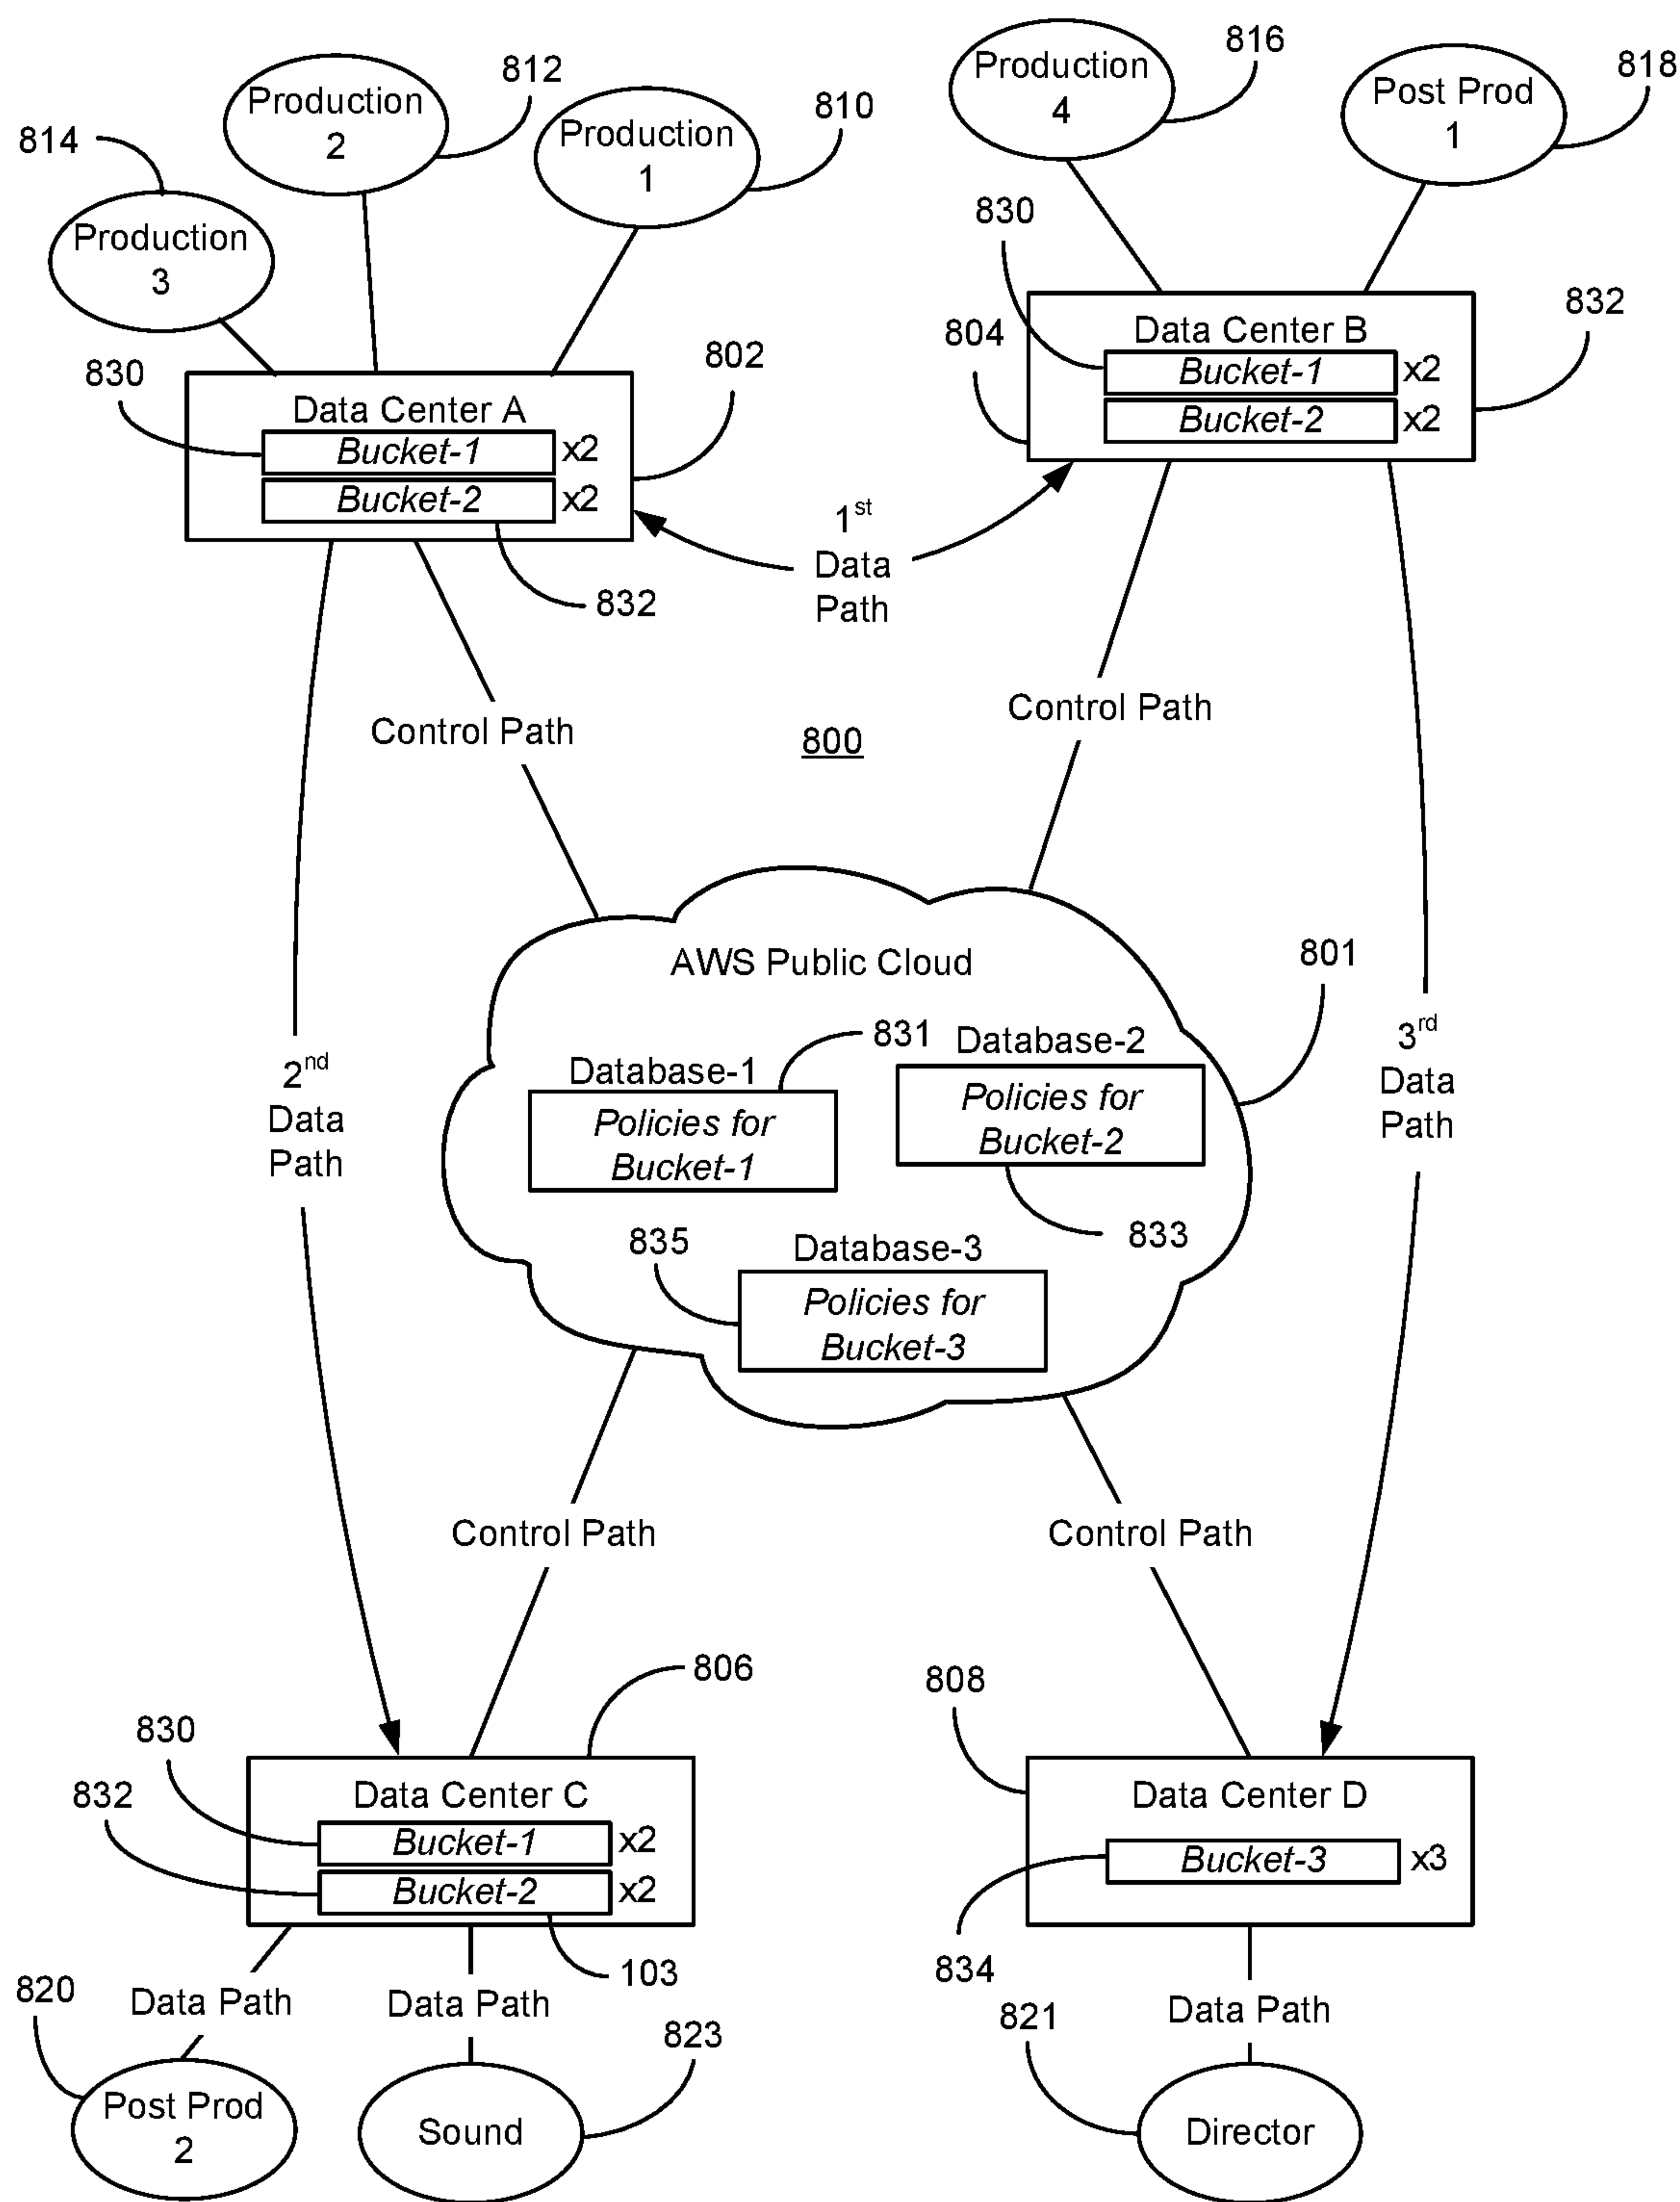 816
Production
4
818
Post Prod
1
812
Production
2
810
Production
1
814
Production
3
830
804
Data Center B
832
Bucket-1 x2
Bucket-2 x2
802
830
Data Center A
Bucket-1 x2
Bucket-2 x2
832
1st
Data
Path
Control Path
Control Path
800
AWS Public Cloud
801
831
Database-1
Policies for
Bucket-1
Database-2
Policies for
Bucket-2
833
2nd
Data
Path
3rd
Data
Path
835
Database-3
Policies for
Bucket-3
Control Path
Control Path
806
808
830
832
Data Center C
Bucket-1 x2
Bucket-2 x2
103
Data Center D
Bucket-3 x3
834
820
Data Path
Data Path
823
821
Data Path
Post Prod
2
Sound
Director